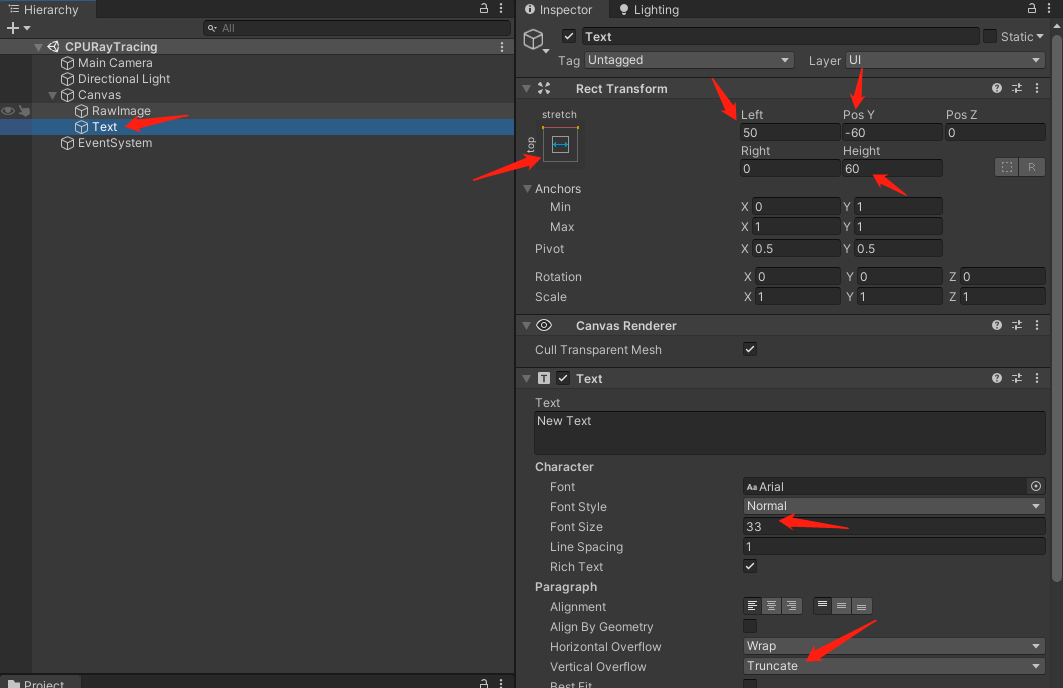 Hierarchy
All
CPURayTracing
Main Camera
Directional Light
Canvas
RawImage
Text
EventSystem
Project
Inspector Lighting
Text Static
Tag Untagged Layer UI
Rect Transform
stretch
top
Left Pos Y Pos Z
50 -60 0
Right Height
0 60 R
Anchors
Min X 0 Y 1
Max X 1 Y 1
Pivot X 0.5 Y 0.5
Rotation X 0 Y 0 Z 0
Scale X 1 Y 1 Z 1
Canvas Renderer
Cull Transparent Mesh
T Text
Text
New Text
Character
Font Aa Arial
Font Style Normal
Font Size 33
Line Spacing 1
Rich Text
Paragraph
Alignment
Align By Geometry
Horizontal Overflow Wrap
Vertical Overflow Truncate
Best Fit